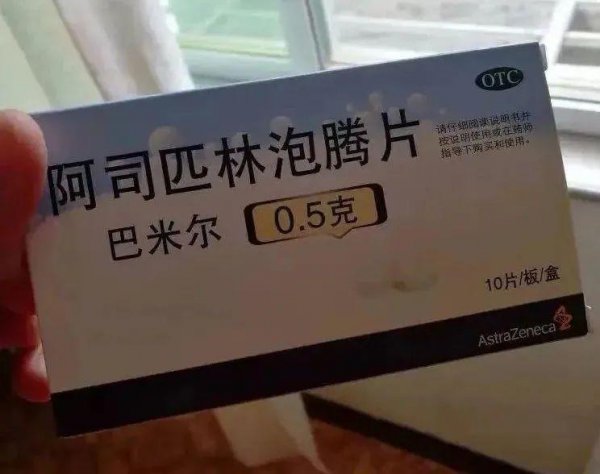 OTC
请仔细阅读说明书并
按说明使用或在药师
指导下购买和使用。
阿司匹林泡腾片
巴米尔 0.5克
10片/板/盒
AstraZeneca